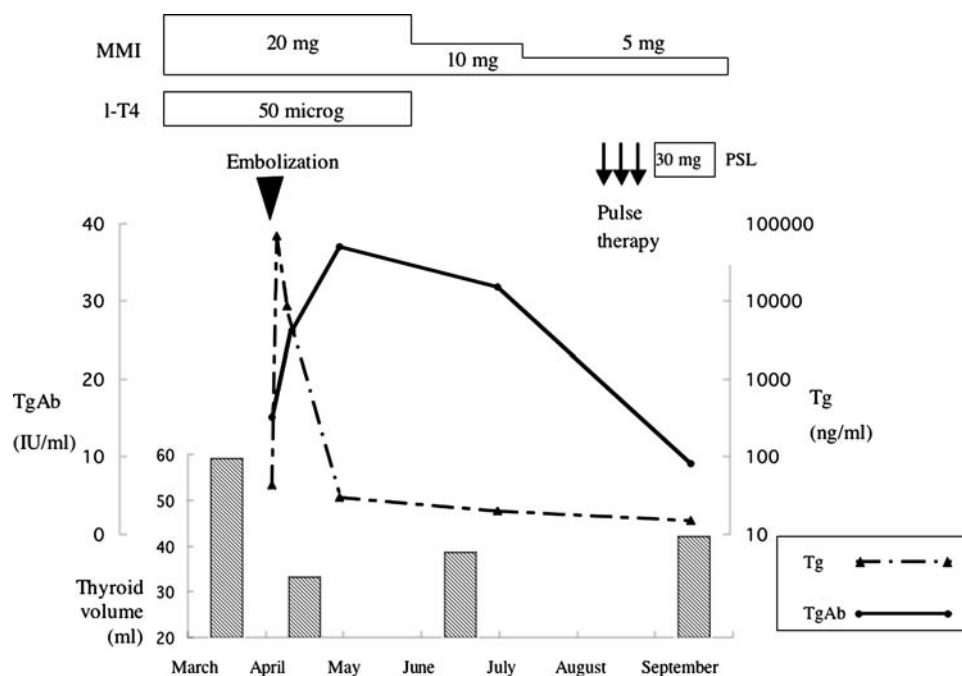 MMI
20 mg
10 mg
5 mg
l-T4
50 microg
Embolization
30 mg
PSL
Pulse
therapy
40
30
20
10
0
TgAb
(IU/ml)
100000
10000
1000
100
10
Tg
(ng/ml)
60
50
40
30
20
Thyroid
volume
(ml)
March April May June July August September
Tg
TgAb